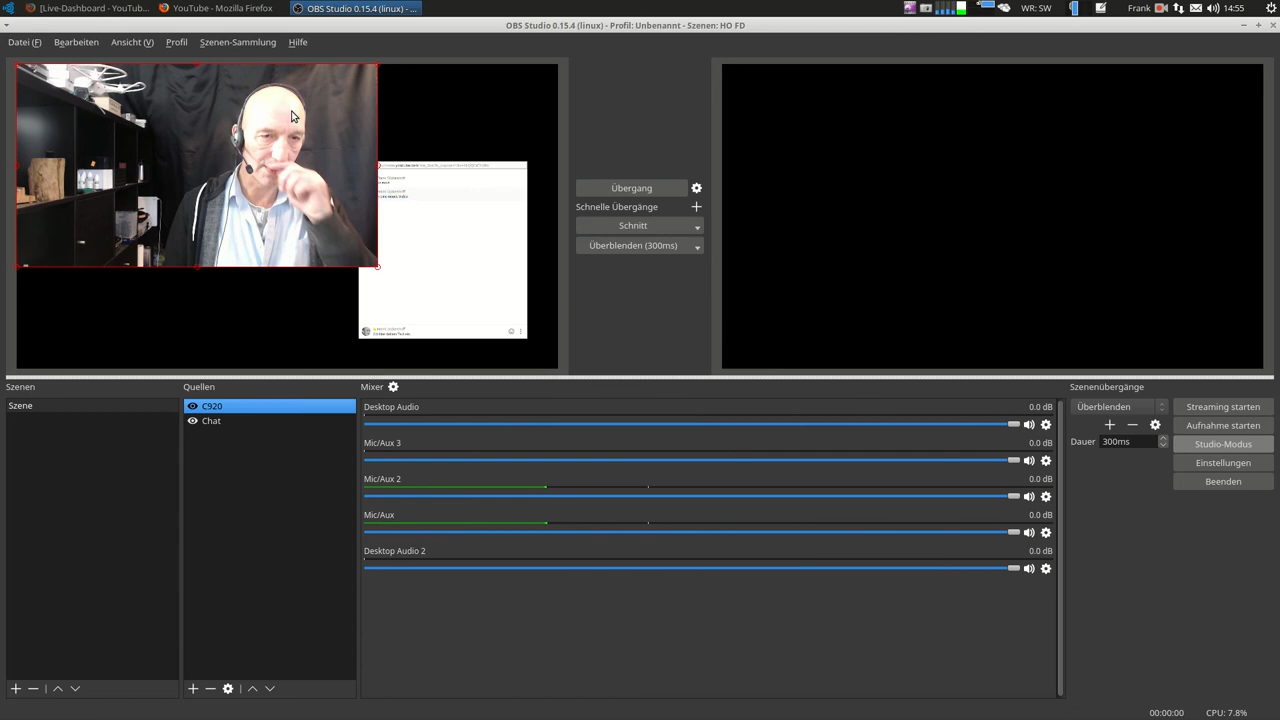 [Live-Dashboard - YouTub...
YouTube - Mozilla Firefox
OBS Studio 0.15.4 (linux) - ...
WR: SW
Frank
14:55
OBS Studio 0.15.4 (linux) - Profil: Unbenannt - Szenen: HO FD
Datei (F)
Bearbeiten
Ansicht (V)
Profil
Szenen-Sammlung
Hilfe
Übergang
Schnelle Übergänge
Schnitt
Überblenden (300ms)
Szenen
Quellen
Mixer
Szenenübergänge
Szene
C920
Chat
Desktop Audio
0.0 dB
Mic/Aux 3
0.0 dB
Mic/Aux 2
0.0 dB
Mic/Aux
0.0 dB
Desktop Audio 2
0.0 dB
Überblenden
Dauer
300ms
Streaming starten
Aufnahme starten
Studio-Modus
Einstellungen
Beenden
00:00:00
CPU: 7.8%